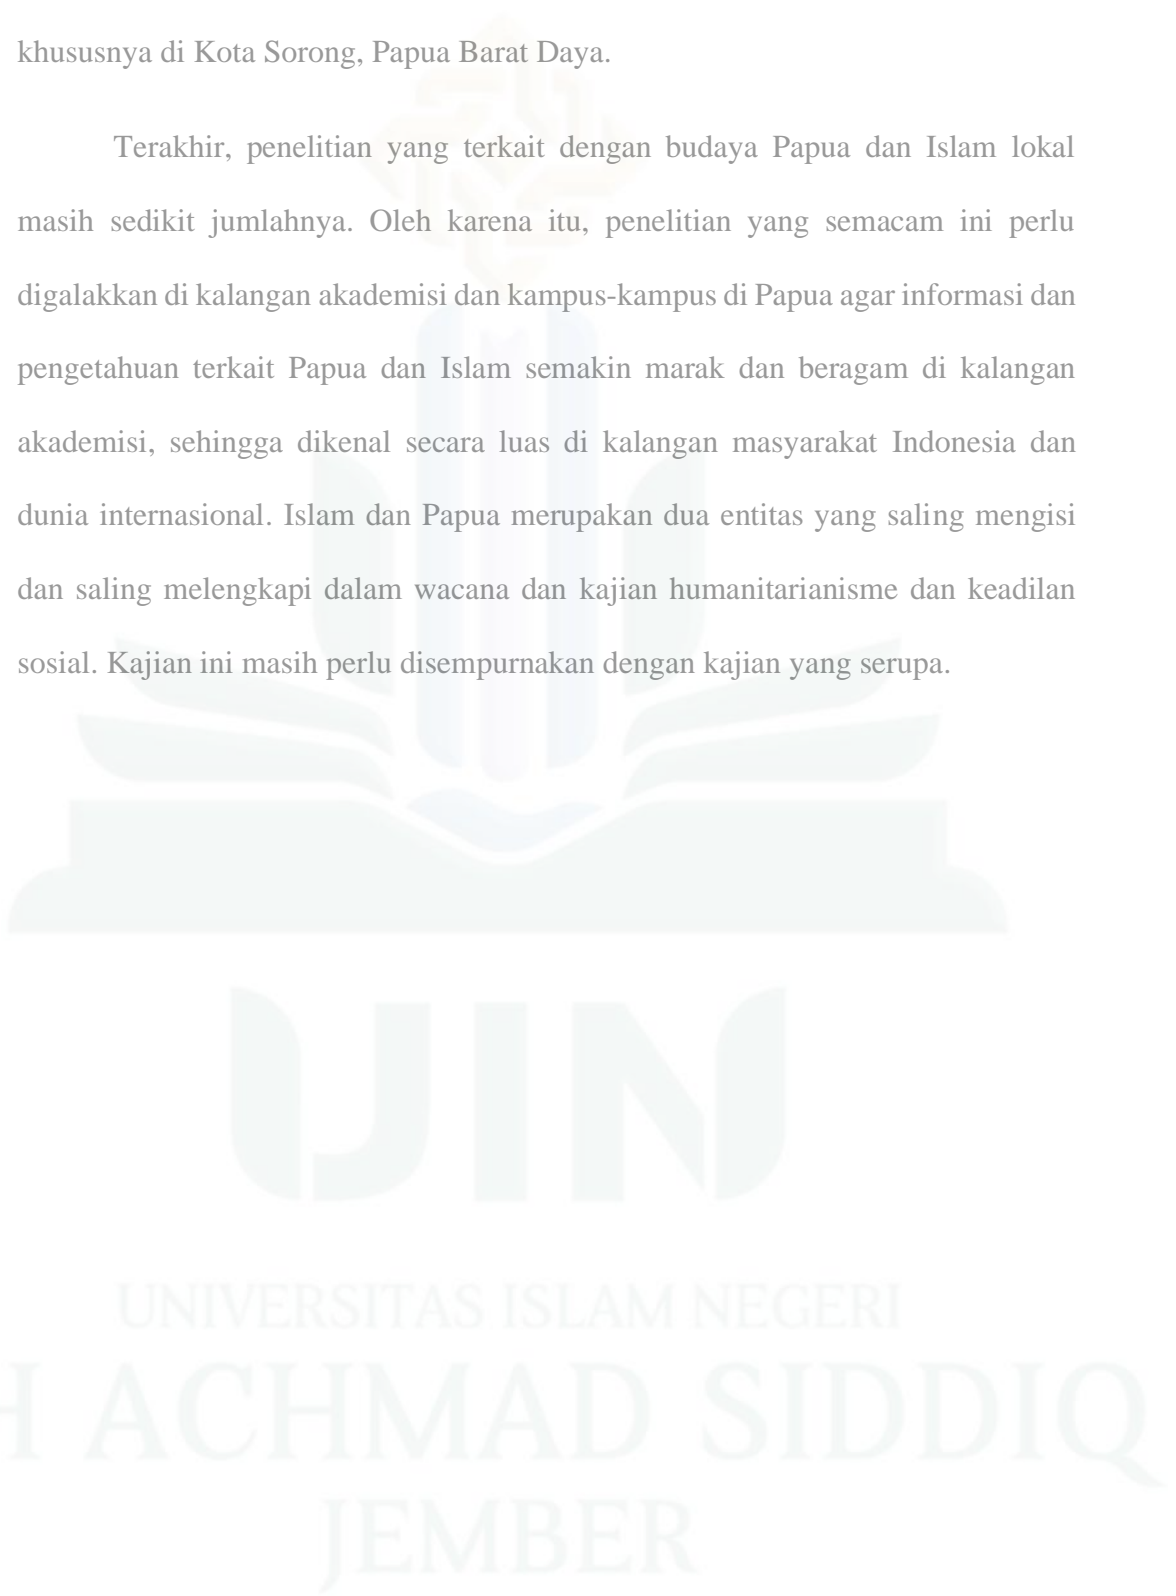 khususnya di Kota Sorong, Papua Barat Daya.
Terakhir, penelitian yang terkait dengan budaya Papua dan Islam lokal
masih sedikit jumlahnya. Oleh karena itu, penelitian yang semacam ini perlu
digalakkan di kalangan akademisi dan kampus-kampus di Papua agar informasi dan
pengetahuan terkait Papua dan Islam semakin marak dan beragam di kalangan
akademisi, sehingga dikenal secara luas di kalangan masyarakat Indonesia dan
dunia internasional. Islam dan Papua merupakan dua entitas yang saling mengisi
dan saling melengkapi dalam wacana dan kajian humanitarianisme dan keadilan
sosial. Kajian ini masih perlu disempurnakan dengan kajian yang serupa.
UIN
UNIVERSITAS ISLAM NEGERI
H ACHMAD SIDDIQ
JEMBER